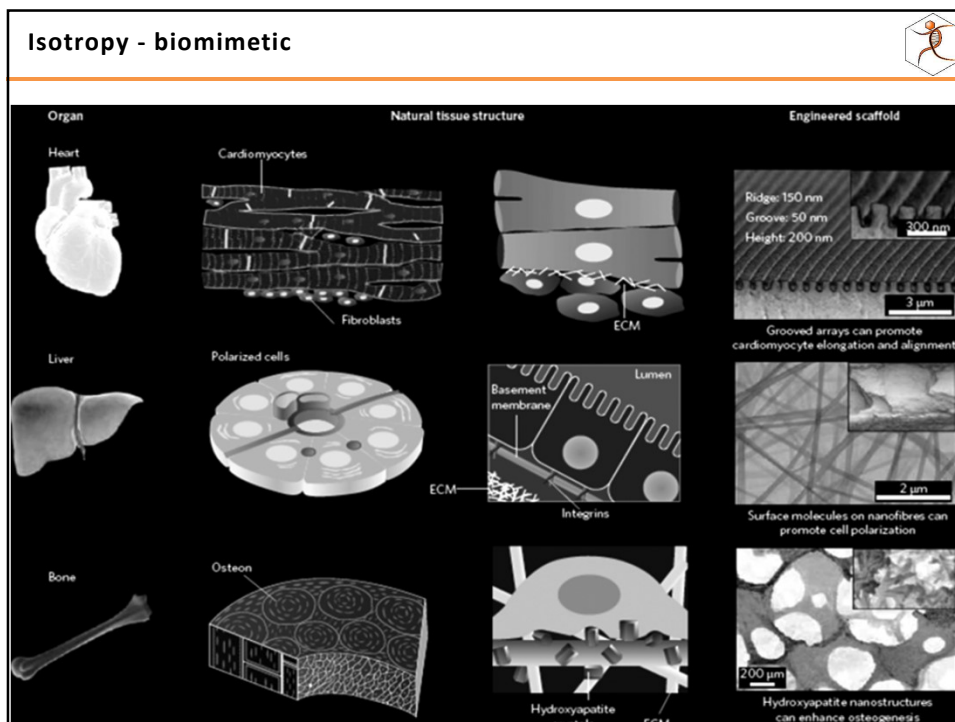 Isotropy - biomimetic
Organ
Natural tissue structure
Engineered scaffold
Heart
Cardiomyocytes
Fibroblasts
ECM
Ridge: 150 nm
Groove: 50 nm
Height: 200 nm
300 nm
3 µm
Grooved arrays can promote
cardiomyocyte elongation and alignment
Liver
Polarized cells
Lumen
Basement
membrane
ECM
Integrins
2 µm
Surface molecules on nanofibres can
promote cell polarization
Bone
Osteon
Hydroxyapatite
ECM
200 µm
Hydroxyapatite nanostructures
can enhance osteogenesis